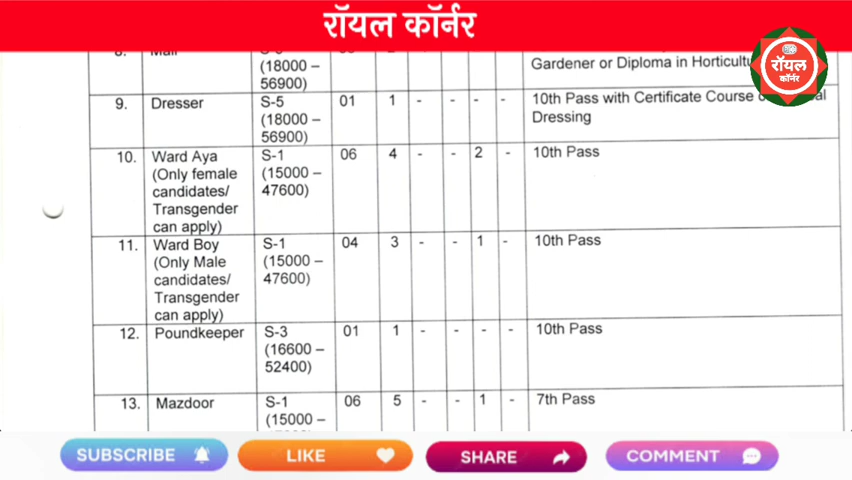 रॉयल कॉर्नर
रॉयल
कॉर्नर
8. Mali
(18000 –
56900)
Gardener or Diploma in
9. Dresser S-5 01 1 - - - - 10th Pass with Certificate Course
(18000 – Dressing
56900)
10. Ward Aya S-1 06 4 - - 2 - 10th Pass
(Only female (15000 –
candidates/ 47600)
Transgender
can apply)
11. Ward Boy S-1 04 3 - - 1 - 10th Pass
(Only Male (15000 –
candidates/ 47600)
Transgender
can apply)
12. Poundkeeper S-3 01 1 - - - - 10th Pass
(16600 –
52400)
13. Mazdoor S-1 06 5 - - 1 - 7th Pass
(15000 –
SUBSCRIBE LIKE SHARE COMMENT